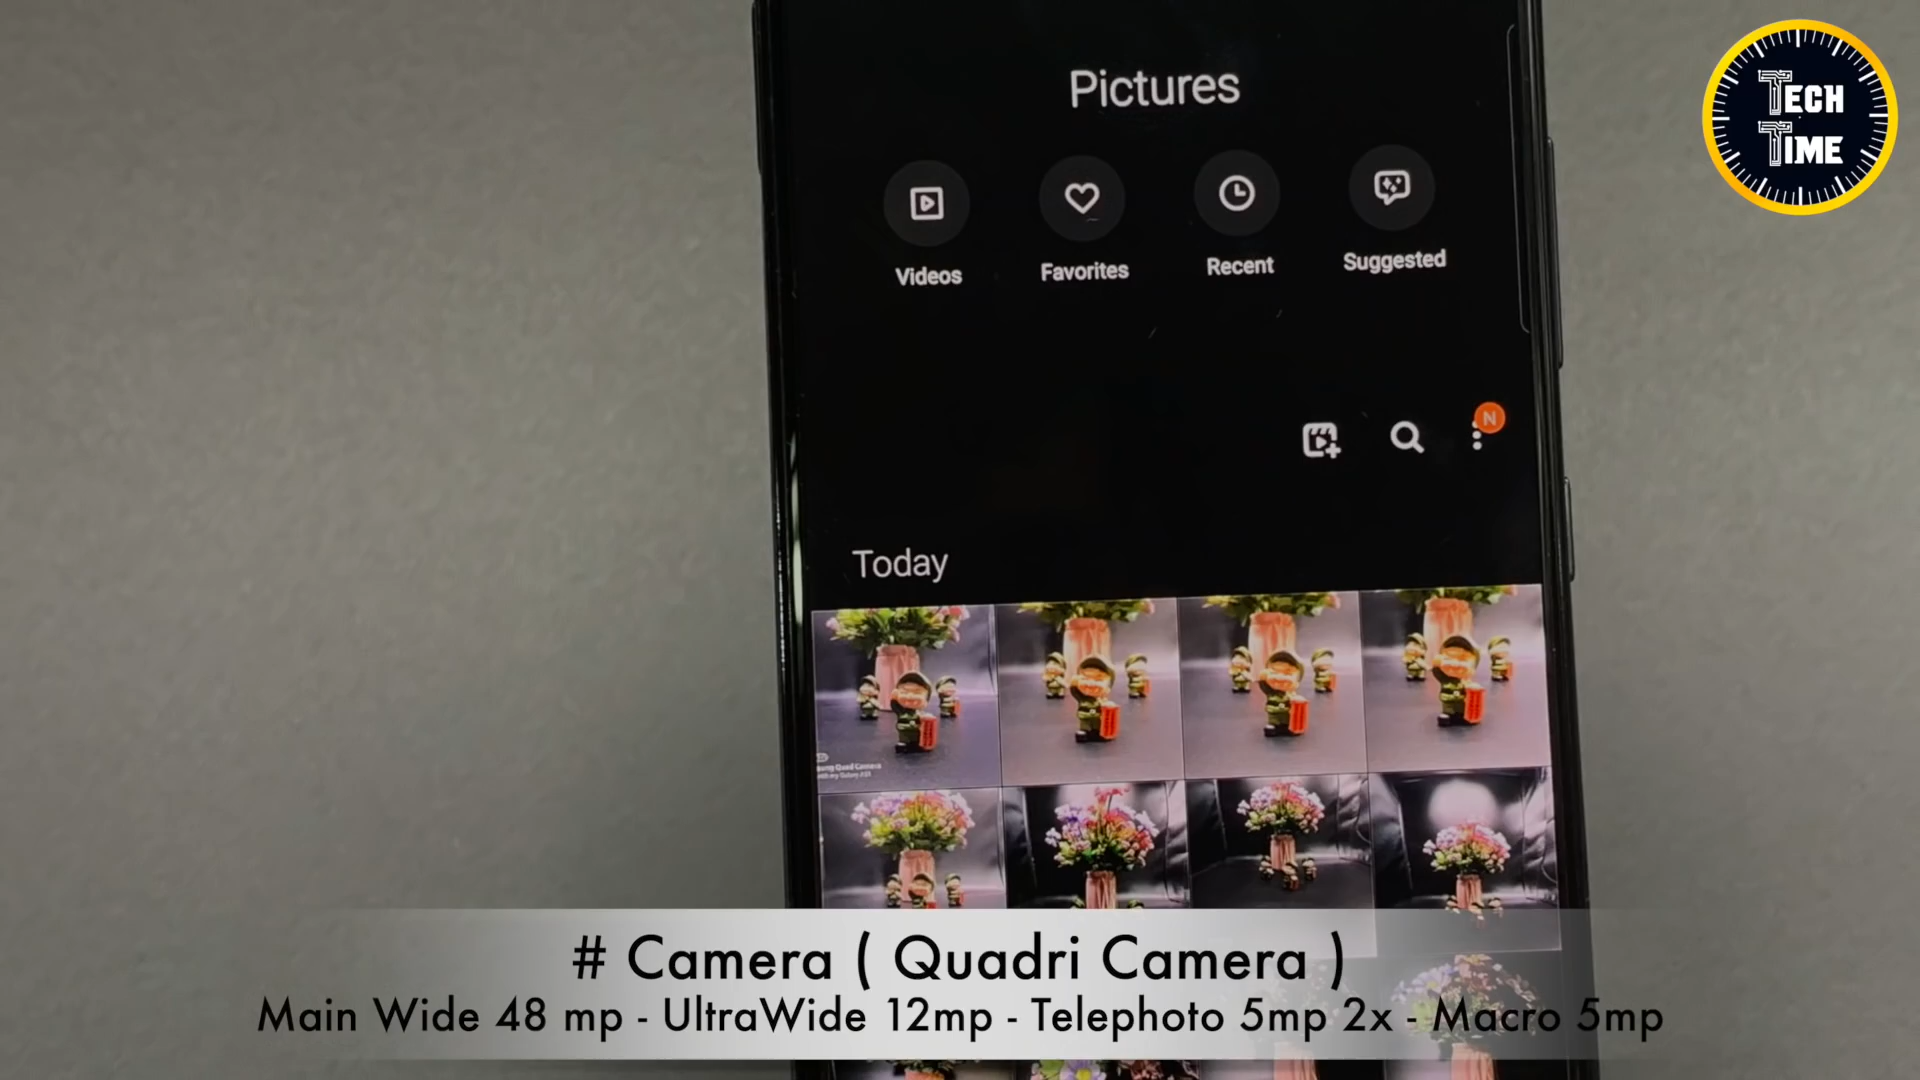 Pictures
TECH
TIME
Videos
Favorites
Recent
Suggested
N
Today
# Camera ( Quadri Camera )
Main Wide 48 mp - UltraWide 12mp - Telephoto 5mp 2x - Macro 5mp